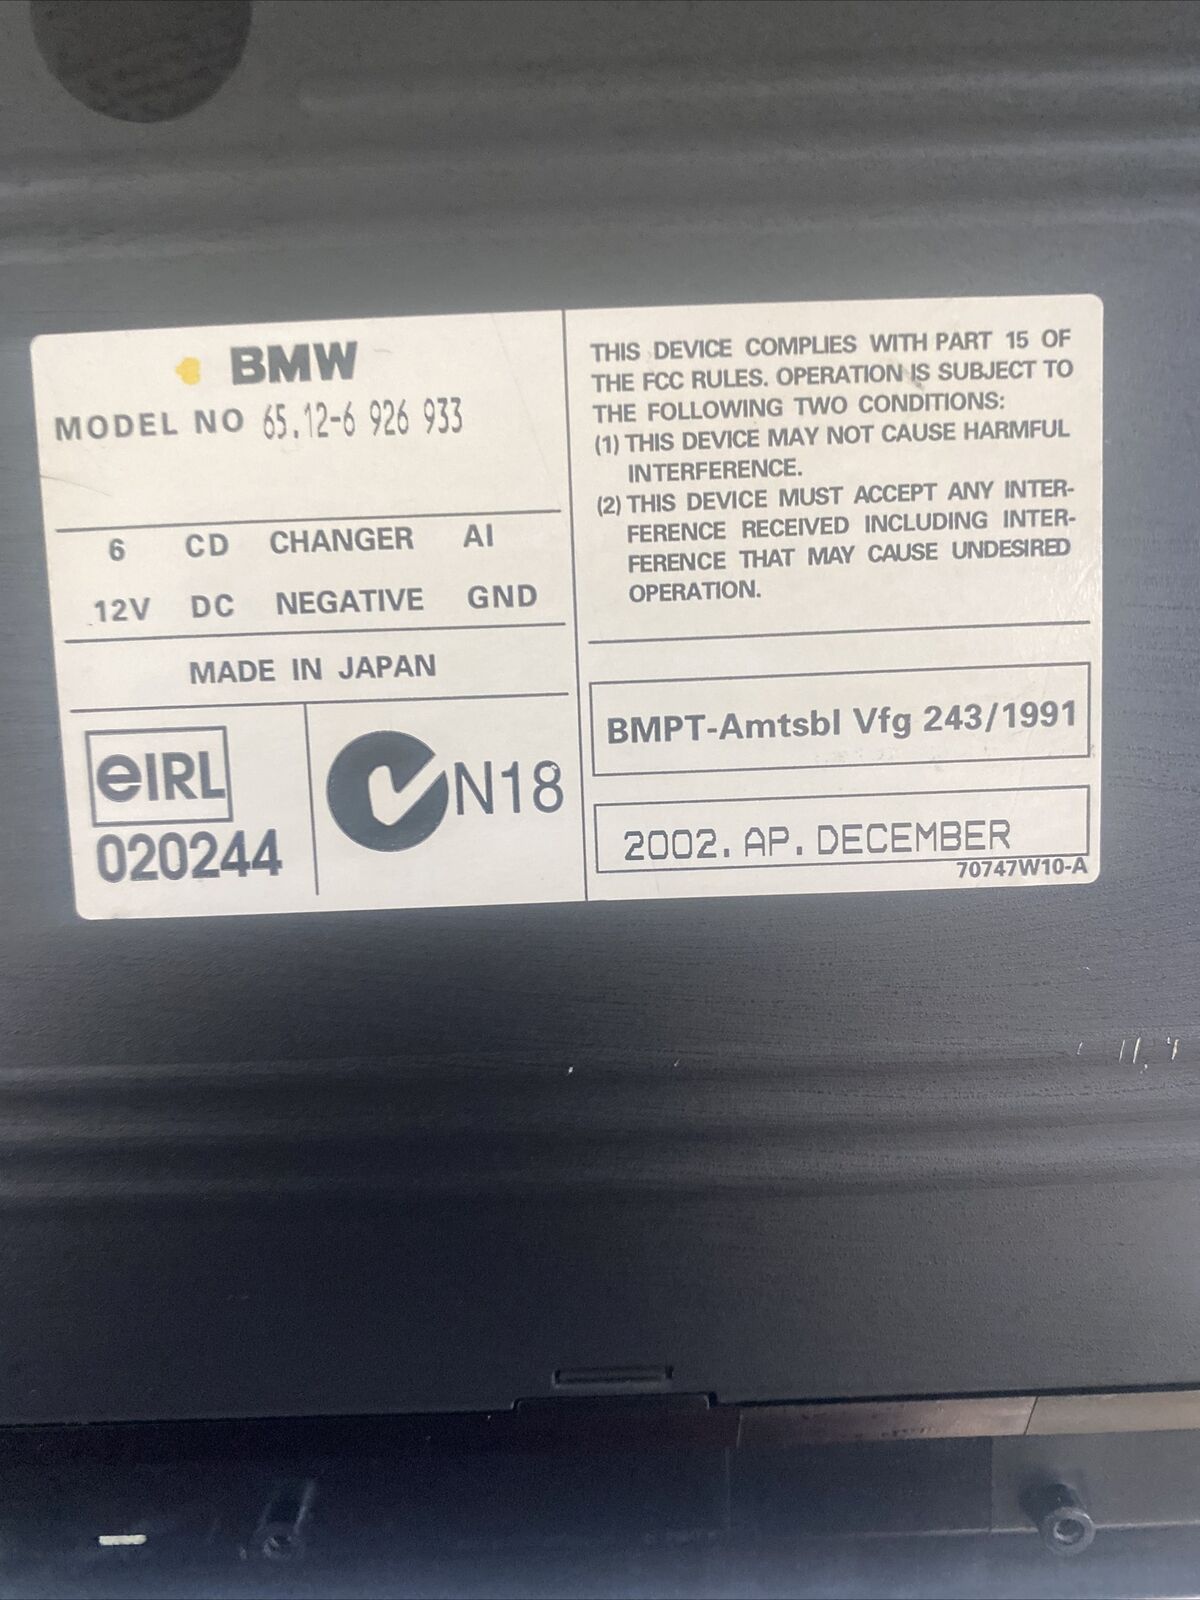 BMW
MODEL NO 65.12-6 926 933
6 CD CHANGER AI
12V DC NEGATIVE GND
MADE IN JAPAN
eIRL
020244
N18
THIS DEVICE COMPLIES WITH PART 15 OF
THE FCC RULES. OPERATION IS SUBJECT TO
THE FOLLOWING TWO CONDITIONS:
(1) THIS DEVICE MAY NOT CAUSE HARMFUL
INTERFERENCE.
(2) THIS DEVICE MUST ACCEPT ANY INTER-
FERENCE RECEIVED INCLUDING INTER-
FERENCE THAT MAY CAUSE UNDESIRED
OPERATION.
BMPT-Amtsbl Vfg 243/1991
2002. AP. DECEMBER
70747W10-A